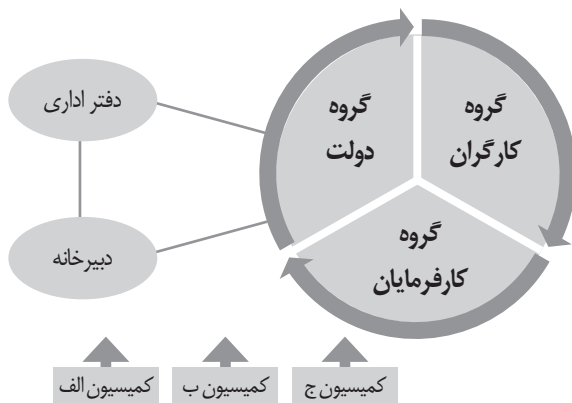 گروه
کارگران
گروه
دولت
گروه
کارفرمایان
دفتر اداری
دبیرخانه
کمیسیون الف
کمیسیون ب
کمیسیون ج